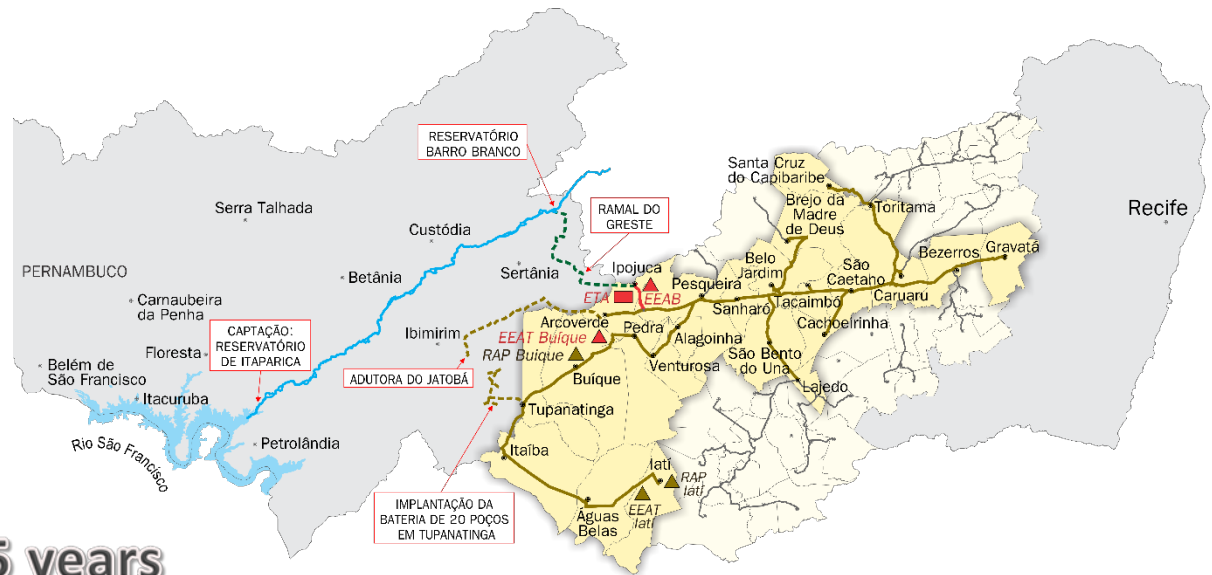 RESERVATÓRIO
BARRO BRANCO
Santa Cruz
do Capibaribe
Serra Talhada
RAMAL DO
GRESTE
Brejo da
Madre
de Deus
Toritama
Recife
Custódia
Sertânia
Ipojuca
Belo
Jardim
São
Caetaho
Bezerros
Gravatá
PERNAMBUCO
Betânia
Pesqueira
ETA
EEAB
Sanharó
Tacaimbó
Caruaru
Carnaubeira
da Penha
Ibimirim
Arcoverde
Pedra
Alagoinha
Cachoeirinha
CAPTAÇÃO:
RESERVATÓRIO
DE ITAPARICA
EEAT Buíque
RAP Buique
Venturosa
São Bento
do Una
Floresta
Belém de
São Francisco
Itacuruba
ADUTORA DO JATOBÁ
Buíque
Lajedo
Tupanatinga
Rio São Francisco
Petrolândia
Itaíba
Iati
RAP
Iati
IMPLANTAÇÃO DA
BATERIA DE 20 POÇOS
EM TUPANATINGA
Aguas
Belas
EEAT
Iati
years